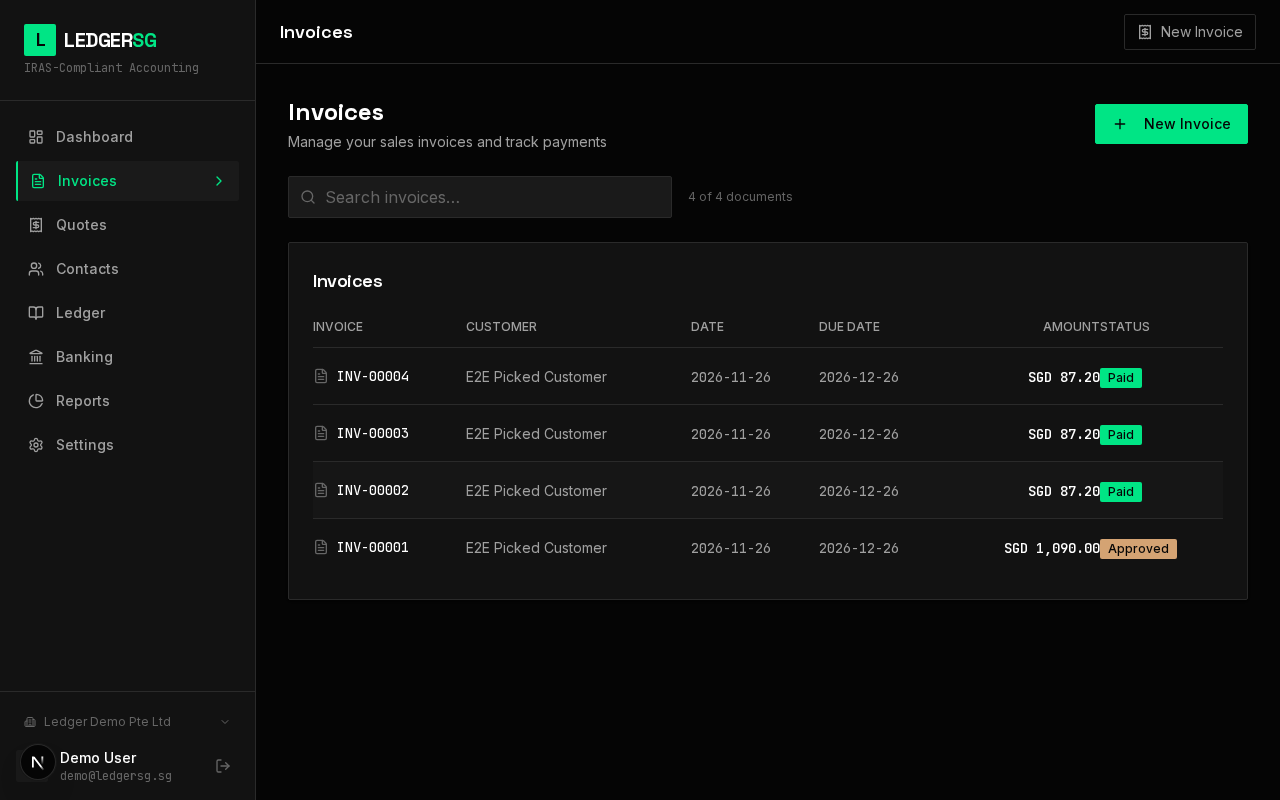 L LEDGERSG
IRAS-Compliant Accounting
Dashboard
Invoices
Quotes
Contacts
Ledger
Banking
Reports
Settings
Ledger Demo Pte Ltd
N
Demo User
demo@ledgersg.sg
Invoices
New Invoice
Invoices
Manage your sales invoices and track payments
New Invoice
Search invoices...
4 of 4 documents
Invoices
INVOICE CUSTOMER DATE DUE DATE AMOUNT STATUS
INV-00004 E2E Picked Customer 2026-11-26 2026-12-26 SGD 87.20 Paid
INV-00003 E2E Picked Customer 2026-11-26 2026-12-26 SGD 87.20 Paid
INV-00002 E2E Picked Customer 2026-11-26 2026-12-26 SGD 87.20 Paid
INV-00001 E2E Picked Customer 2026-11-26 2026-12-26 SGD 1,090.00 Approved